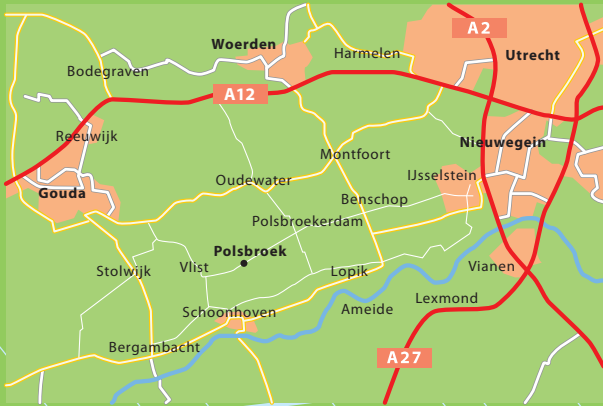 A2
Woerden
Harmelen
Utrecht
Bodegraven
A12
Reeuwijk
Nieuwegein
Montfoort
Oudewater
IJsselstein
Gouda
Benschop
Polsbroekerdam
Polsbroek
Stolwijk
Vlist
Lopik
Vianen
Lexmond
Schoonhoven
Ameide
Bergambacht
A27